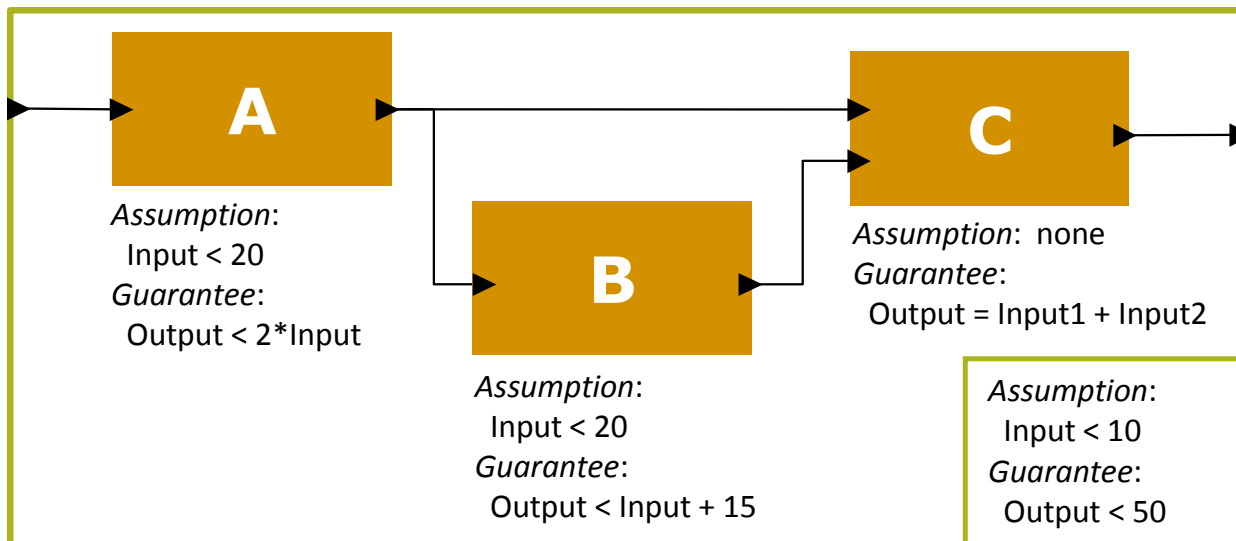 A
Assumption:
Input < 20
Guarantee:
Output < 2*Input
B
Assumption:
Input < 20
Guarantee:
Output < Input + 15
C
Assumption: none
Guarantee:
Output = Input1 + Input2
Assumption:
Input < 10
Guarantee:
Output < 50